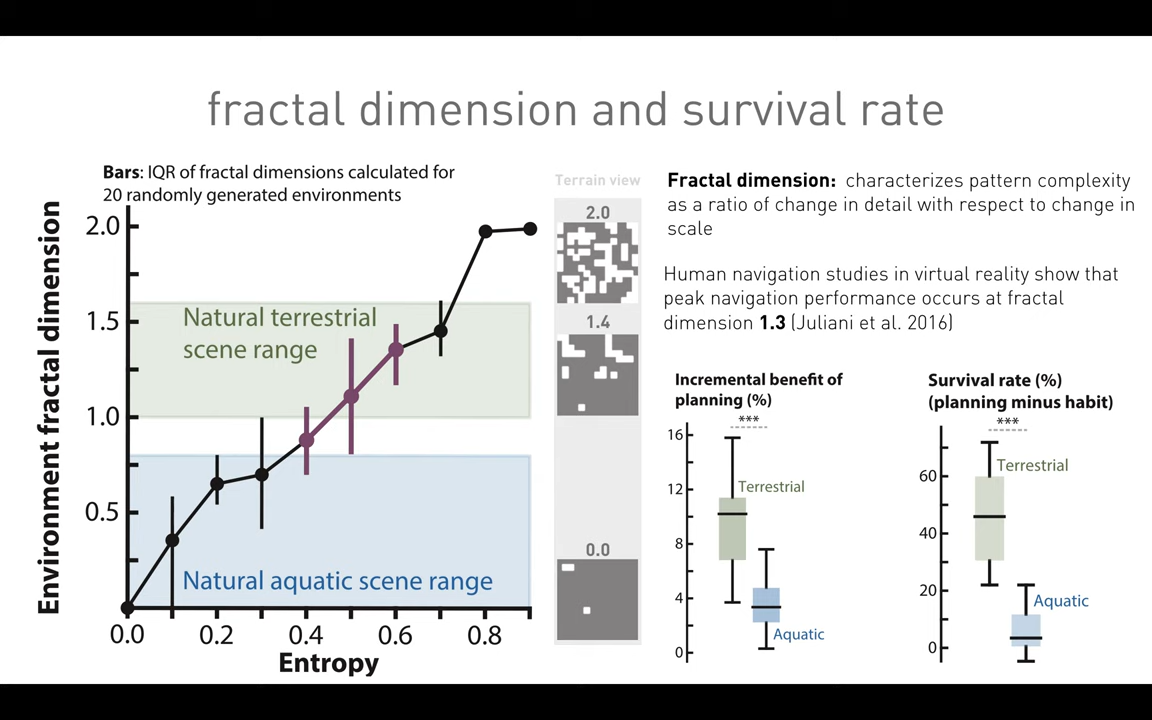 fractal dimension and survival rate
Bars: IQR of fractal dimensions calculated for
20 randomly generated environments
Environment fractal dimension
2.0
1.5
1.0
0.5
Natural terrestrial
scene range
Natural aquatic scene range
0.0
0.2
0.4
0.6
0.8
Entropy
Terrain view
2.0
1.4
0.0
Fractal dimension: characterizes pattern complexity
as a ratio of change in detail with respect to change in
scale
Human navigation studies in virtual reality show that
peak navigation performance occurs at fractal
dimension 1.3 (Juliani et al. 2016)
Incremental benefit of
planning (%)
***
16
12
8
4
0
Terrestrial
Aquatic
Survival rate (%)
(planning minus habit)
***
60
40
20
0
Terrestrial
Aquatic